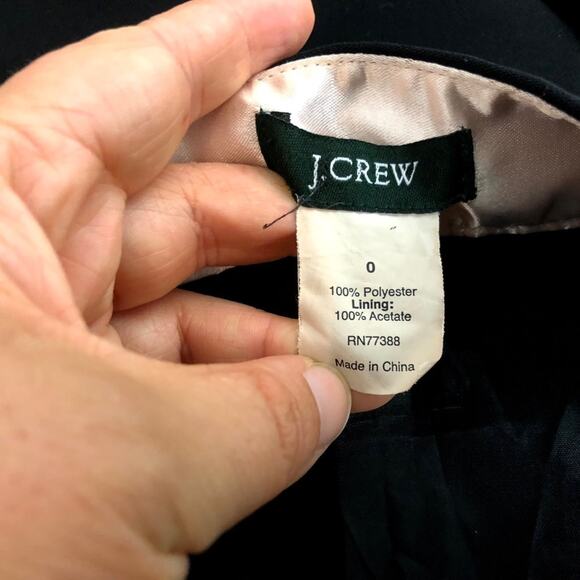 J.CREW
0
100% Polyester
Lining:
100% Acetate
RN77388
Made in China